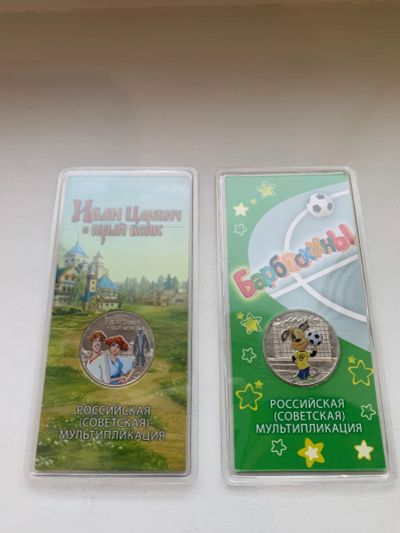 Иван Царевич
и серый волк
РОССИЙСКАЯ
(СОВЕТСКАЯ)
МУЛЬТИПЛИКАЦИЯ
Барбоскины
РОССИЙСКАЯ
(СОВЕТСКАЯ)
МУЛЬТИПЛИКАЦИЯ